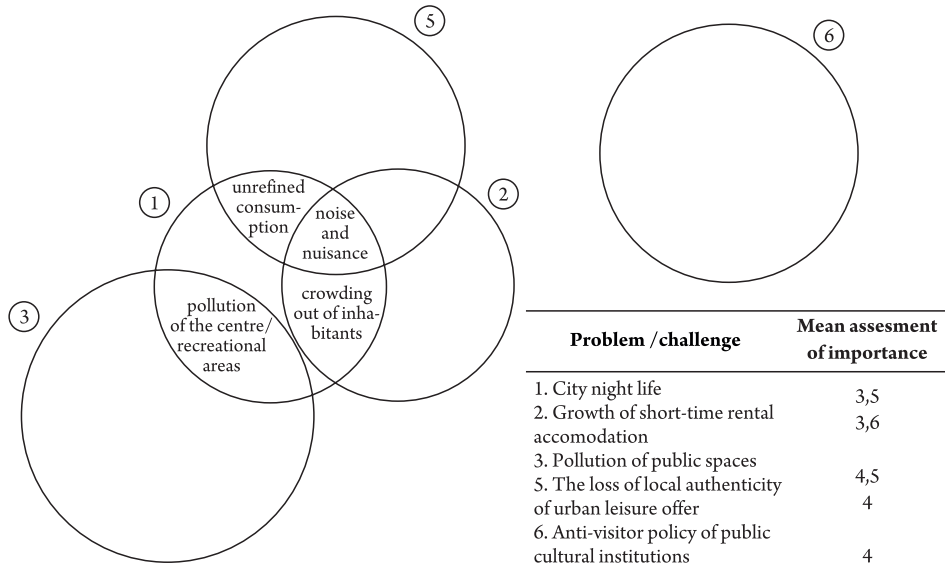 5
6
1
2
3
unrefined
consum-
ption
noise
and
nuisance
crowding
out of inha-
bitants
pollution
of the centre/
recreational
areas
Problem /challenge
Mean assesment
of importance
1. City night life
3,5
2. Growth of short-time rental
accomodation
3,6
3. Pollution of public spaces
4,5
5. The loss of local authenticity
of urban leisure offer
4
6. Anti-visitor policy of public
cultural institutions
4